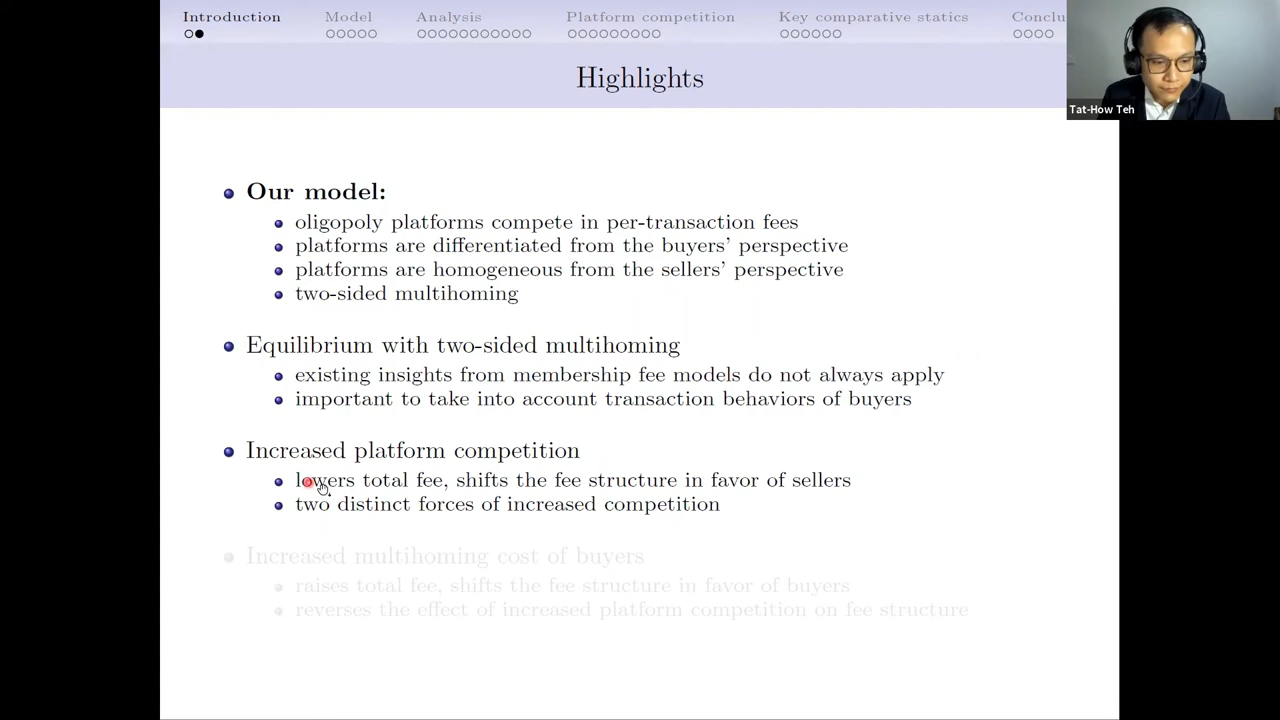 Introduction Model Analysis Platform competition Key comparative statics Conclu
Tat-How Teh
Highlights
Our model:
oligopoly platforms compete in per-transaction fees
platforms are differentiated from the buyers' perspective
platforms are homogeneous from the sellers' perspective
two-sided multihoming
Equilibrium with two-sided multihoming
existing insights from membership fee models do not always apply
important to take into account transaction behaviors of buyers
Increased platform competition
lowers total fee, shifts the fee structure in favor of sellers
two distinct forces of increased competition
Increased multihoming cost of buyers
raises total fee, shifts the fee structure in favor of buyers
reverses the effect of increased platform competition on fee structure